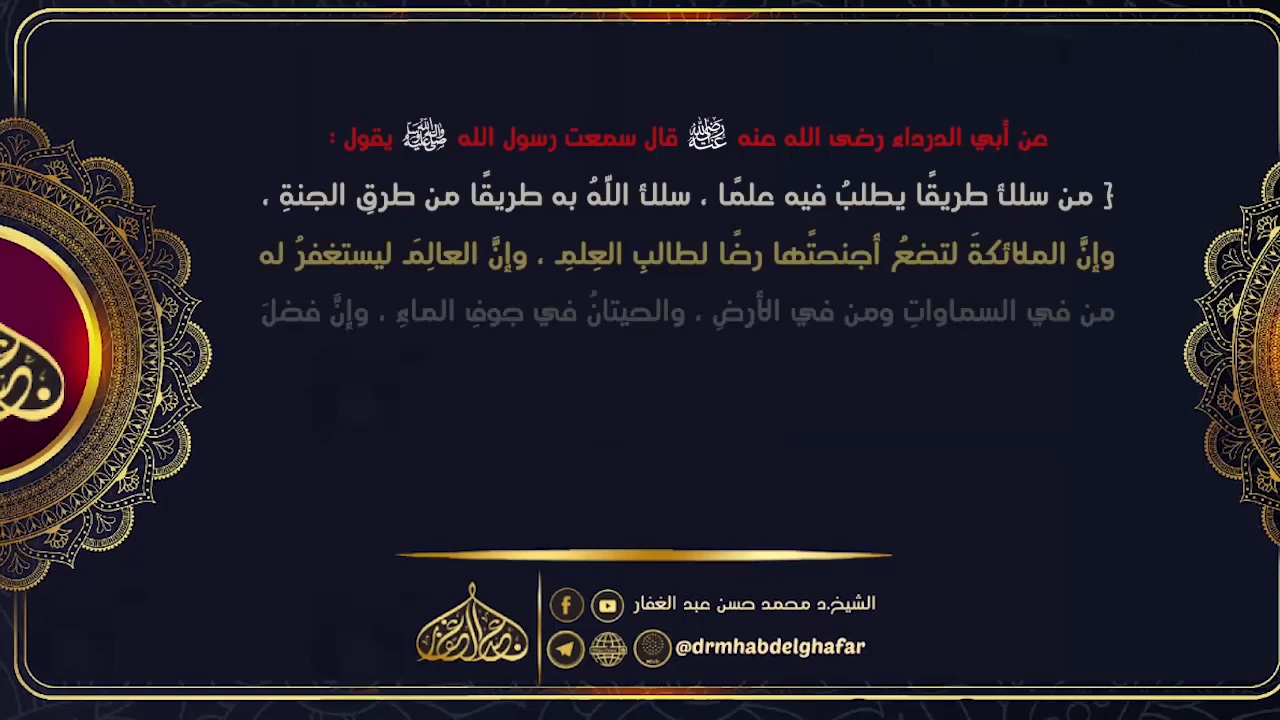 عن أبي الدرداء رضى الله عنه رضي الله عنه قال سمعت رسول الله ﷺ يقول :
{ من سلك طريقًا يطلبُ فيه علمًا ، سلك اللّهُ به طريقًا من طرقِ الجنةِ ،
وإنَّ الملائكةَ لتضعُ أجنحتَها رضًا لطالبِ العِلمِ ، وإنَّ العالِمَ ليستغفرُ له
من في السماواتِ ومن في الأرضِ ، والحيتانُ في جوفِ الماءِ ، وإنَّ فضلَ
الشيخ.د محمد حسن عبد الغفار
@drmhabdelghafar